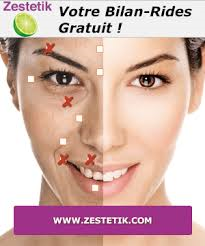 Zestetik
Votre Bilan-Rides
Gratuit !
WWW.ZESTETIK.COM